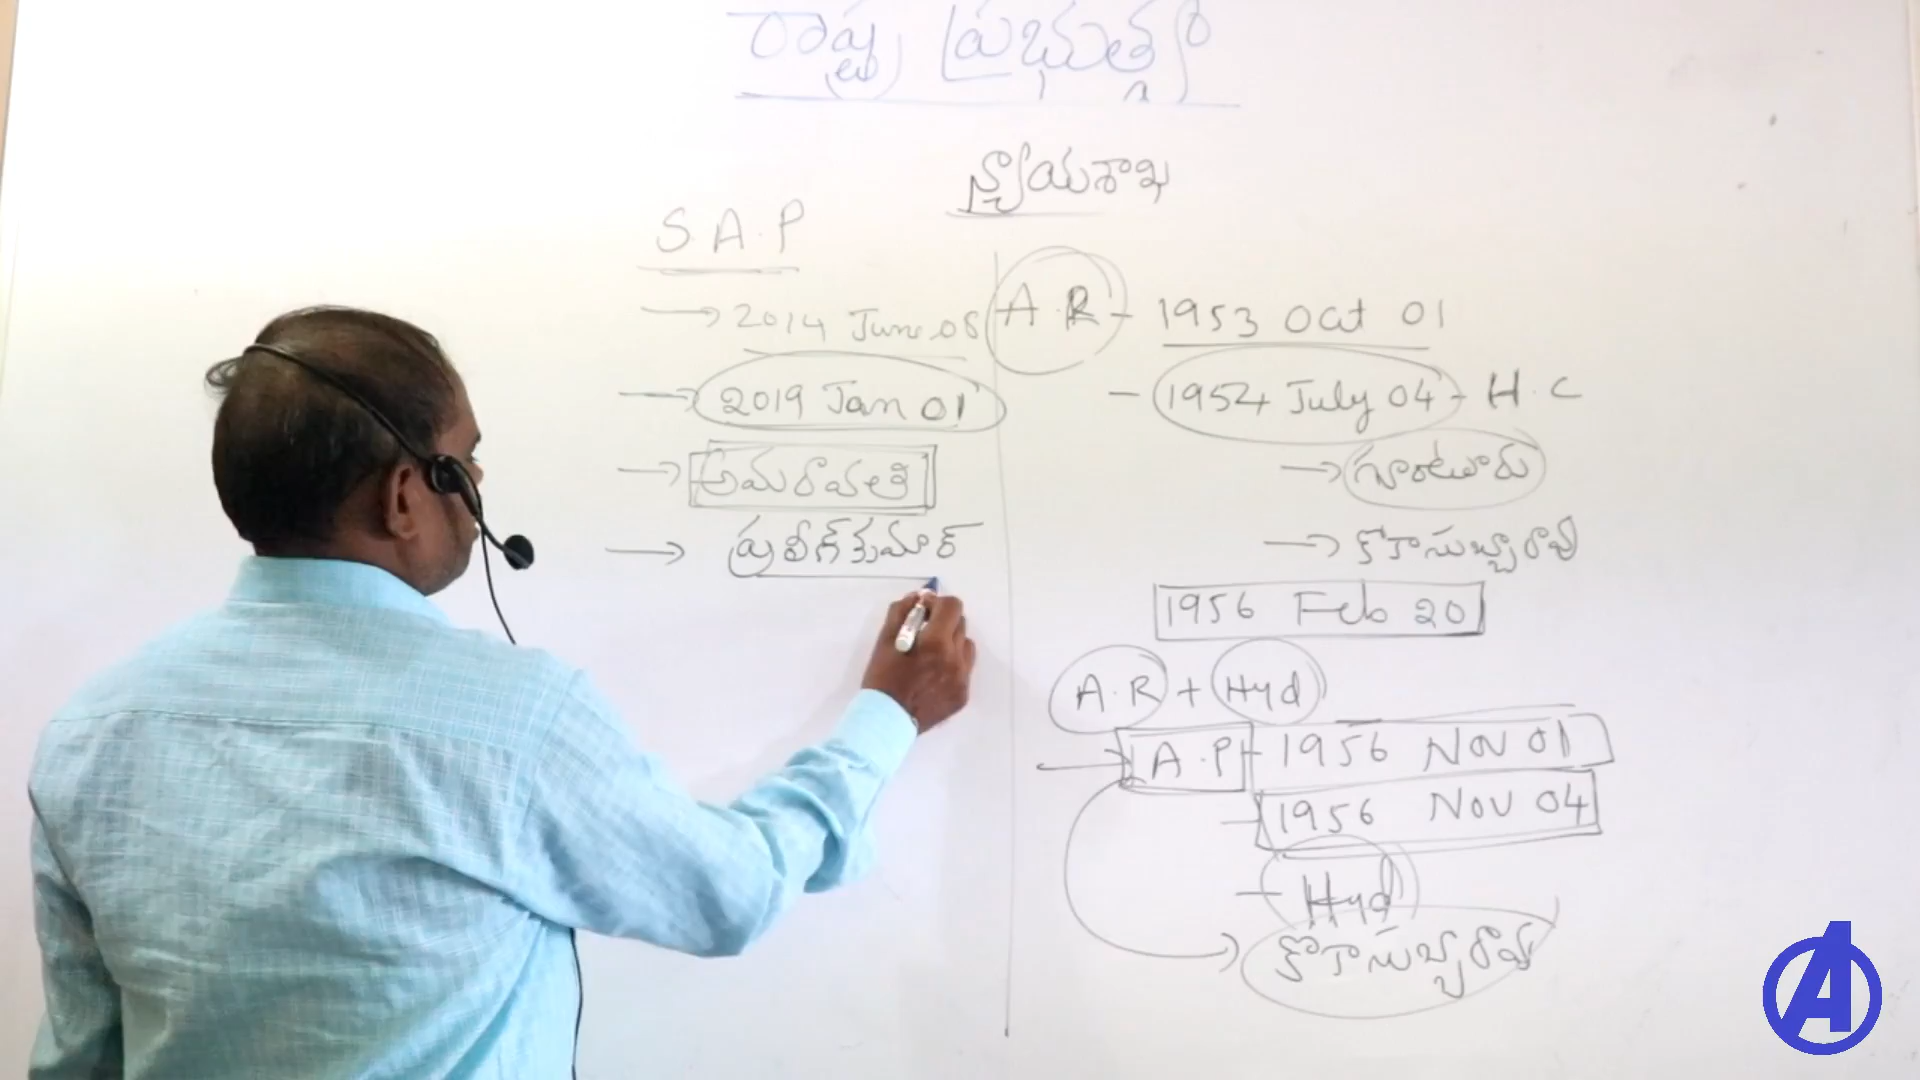 రాష్ట్ర ప్రభుత్వం
న్యాయశాఖ
S.A.P
→ 2014 June 08
→ 2019 Jan 01
→ అమరావతి
→ ప్రవీణ్ కుమార్
A.R - 1953 Oct 01
- 1954 July 04 - H.C
→ గుంటూరు
→ కోకా సుబ్బారావు
1956 Feb 20
A.R + Hyd
→ A.P - 1956 Nov 01
- 1956 Nov 04
- Hyd
→ కోకా సుబ్బారావు